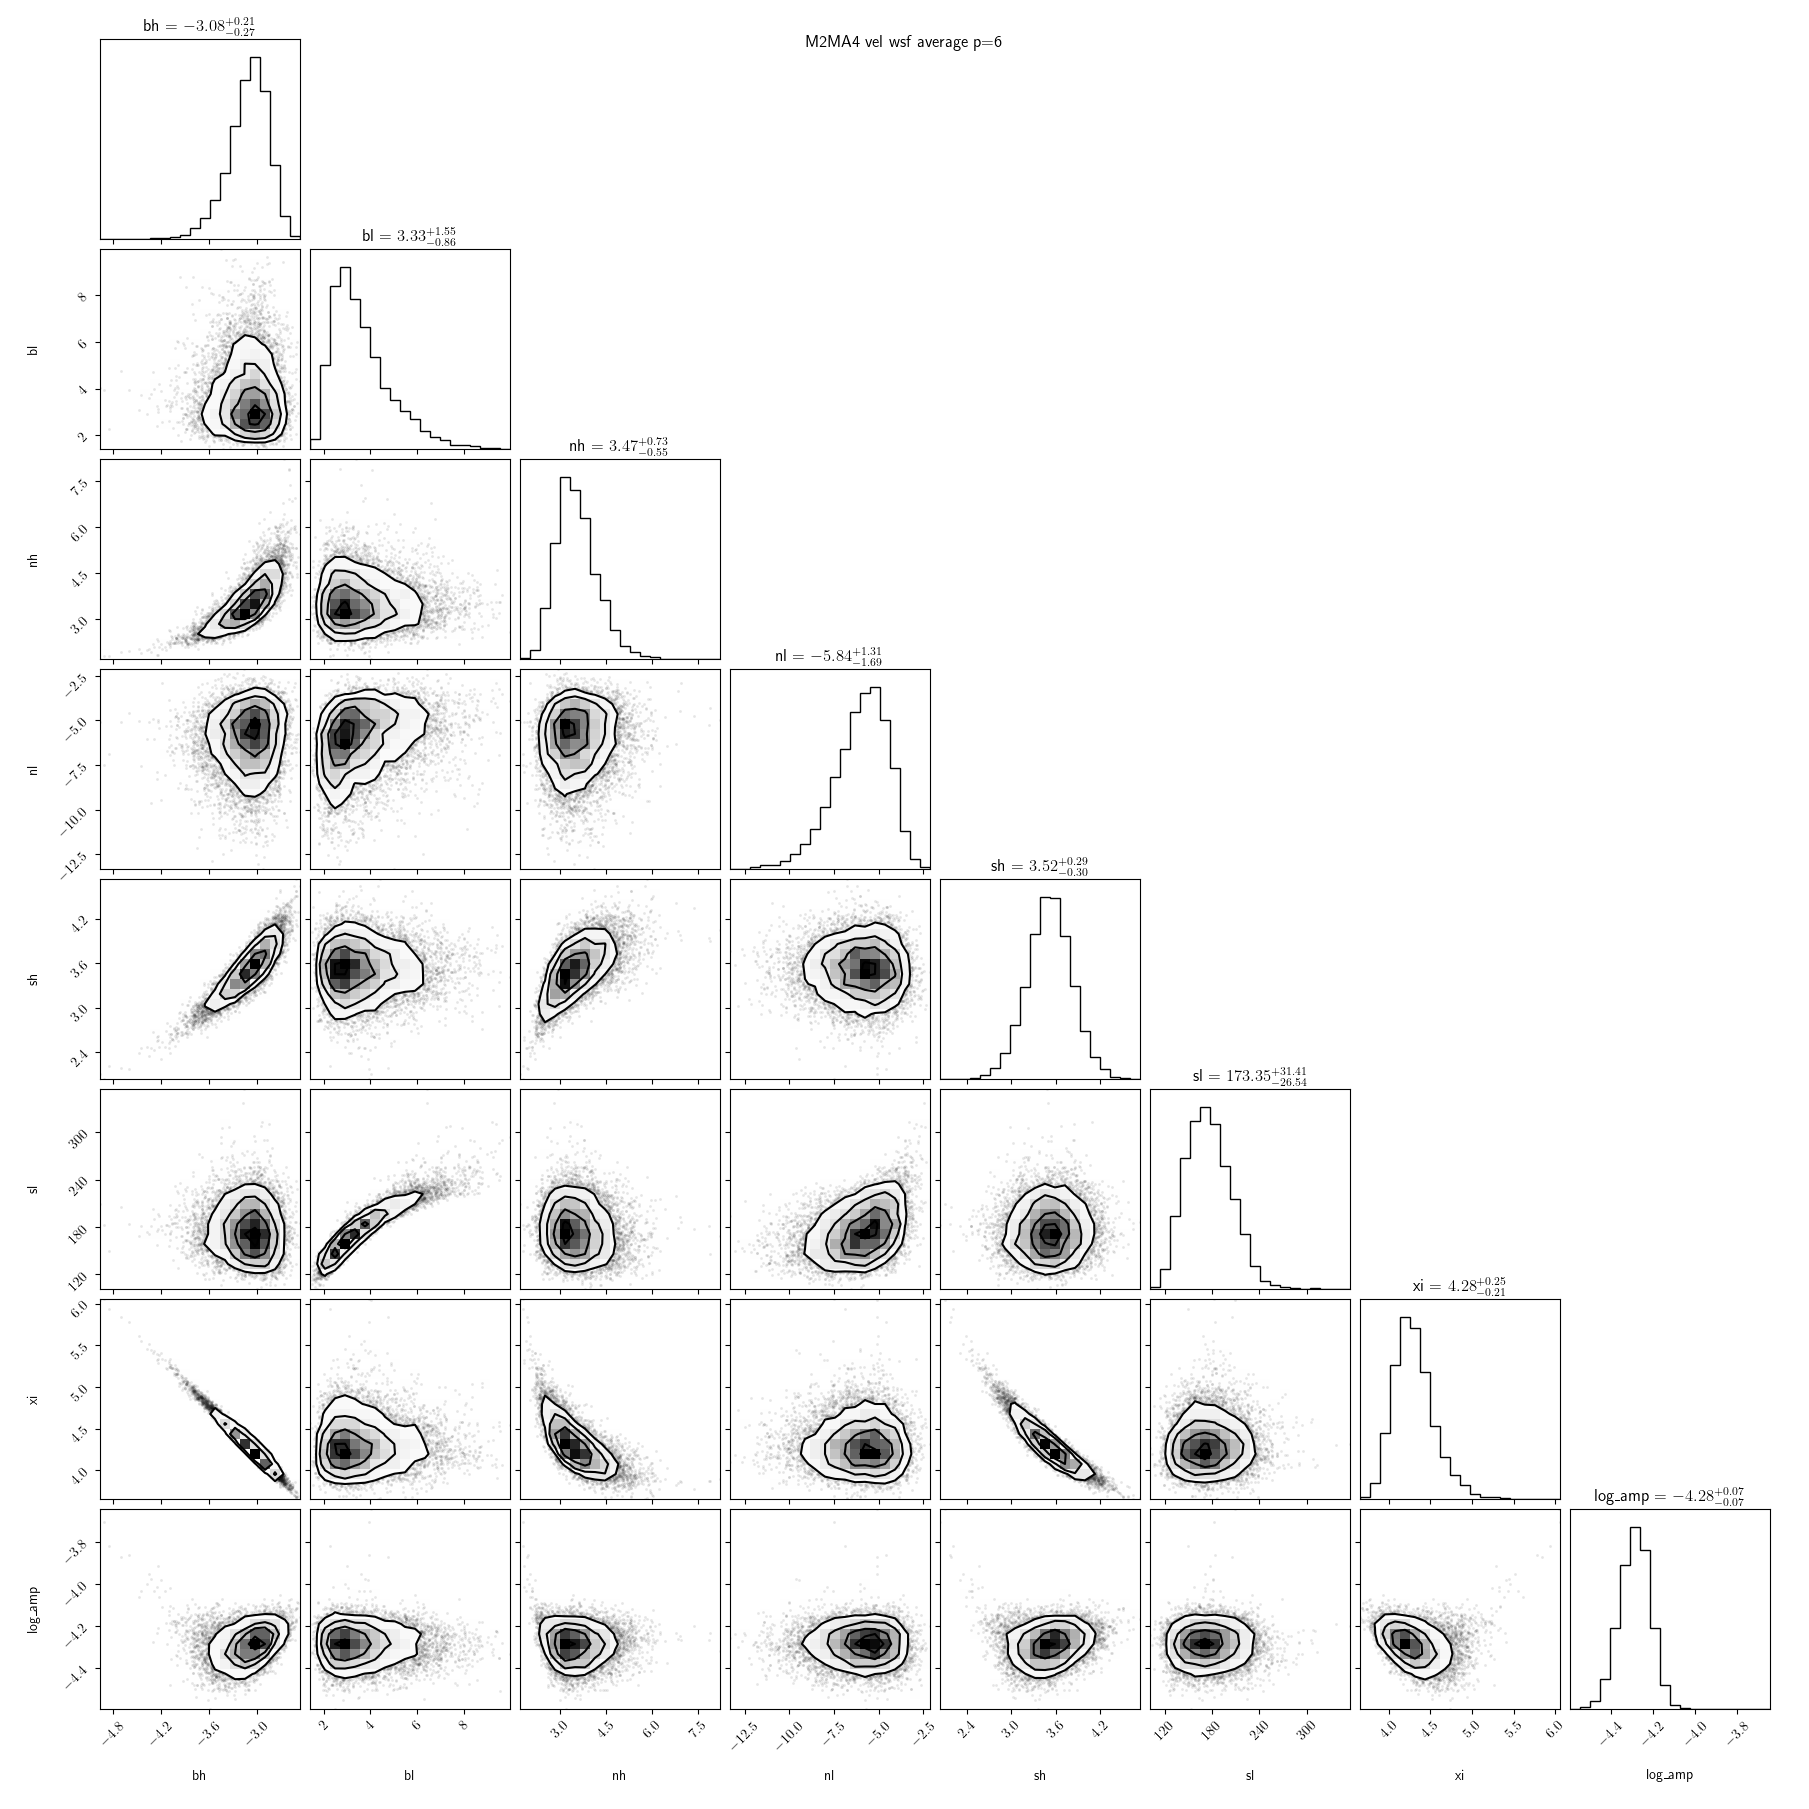 bh = −3.08+0.21−0.27
M2MA4 vel wsf average p=6
bl = 3.33+1.55−0.86
8
6
4
2
bl
nh = 3.47+0.73−0.55
7.5
6.0
4.5
3.0
nh
nl = −5.84+1.31−1.69
−2.5
−5.0
−7.5
−10.0
−12.5
nl
sh = 3.52+0.29−0.30
4.2
3.6
3.0
2.4
sh
sl = 173.35+31.41−26.54
300
240
180
120
sl
xi = 4.28+0.25−0.21
6.0
5.5
5.0
4.5
4.0
xi
log_amp = −4.28+0.07−0.07
−3.8
−4.0
−4.2
−4.4
log_amp
−4.8 −4.2 −3.6 −3.0 2 4 6 8 3.0 4.5 6.0 7.5 −12.5 −10.0 −7.5 −5.0 −2.5 2.4 3.0 3.6 4.2 120 180 240 300 4.0 4.5 5.0 5.5 6.0 −4.4 −4.2 −4.0 −3.8
bh bl nh nl sh sl xi log_amp